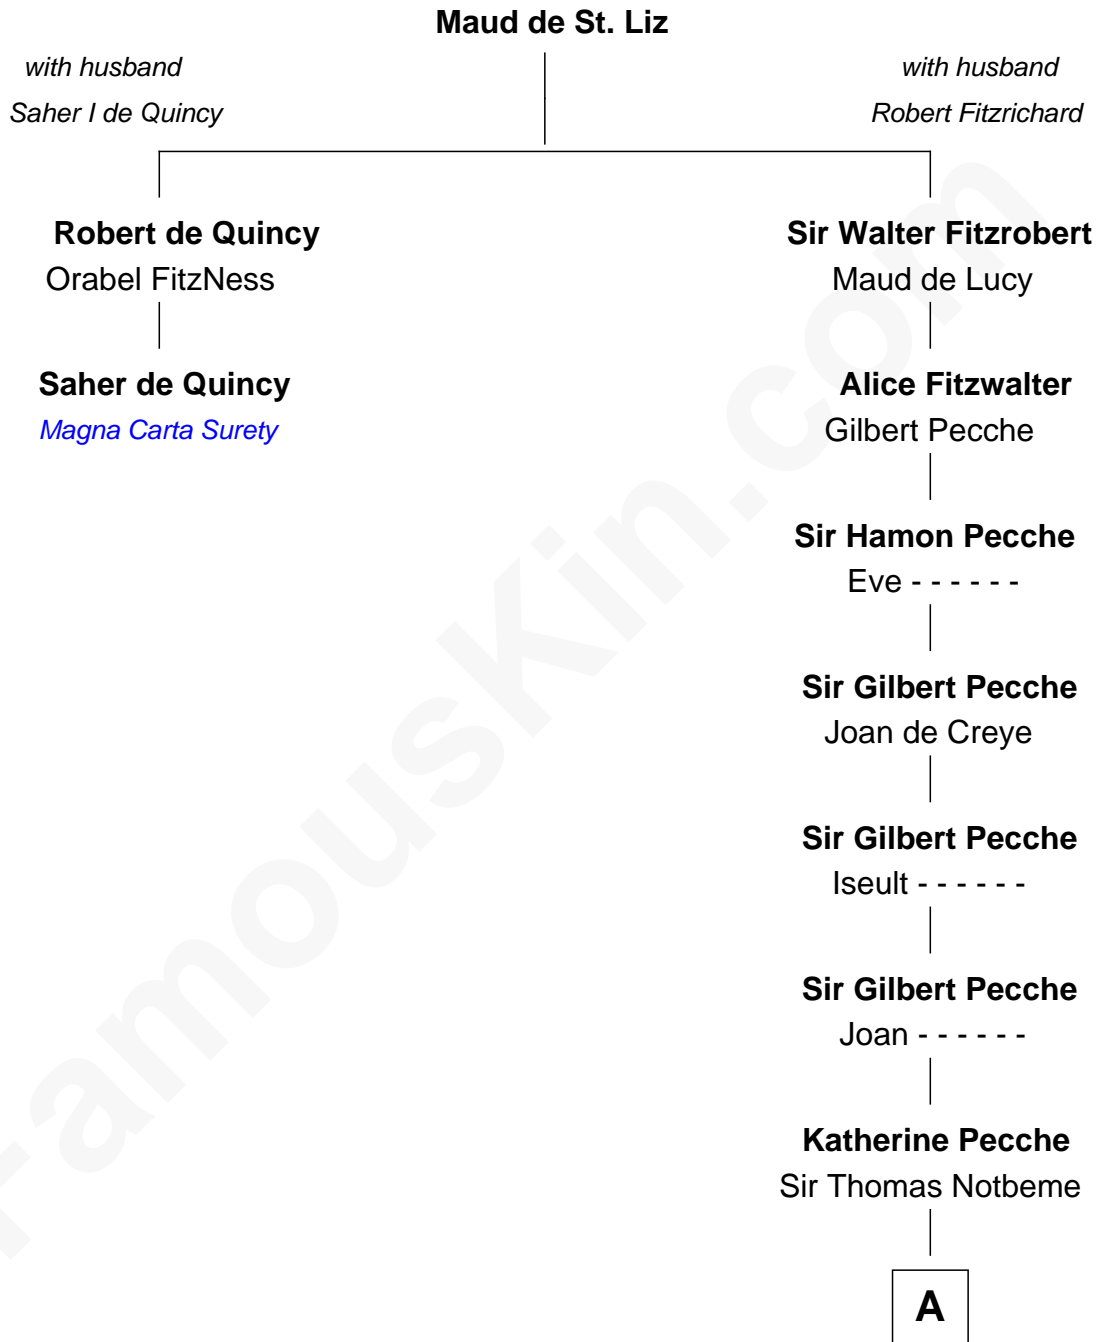 Maud de St. Liz
with husband
Saher I de Quincy
with husband
Robert Fitzrichard
Robert de Quincy
Orabel FitzNess
Sir Walter Fitzrobert
Maud de Lucy
Saher de Quincy
Magna Carta Surety
Alice Fitzwalter
Gilbert Pecche
Sir Hamon Pecche
Eve - - - - - -
Sir Gilbert Pecche
Joan de Creye
Sir Gilbert Pecche
Iseult - - - - - -
Sir Gilbert Pecche
Joan - - - - - -
Katherine Pecche
Sir Thomas Notbeme
A
FamousKin.com